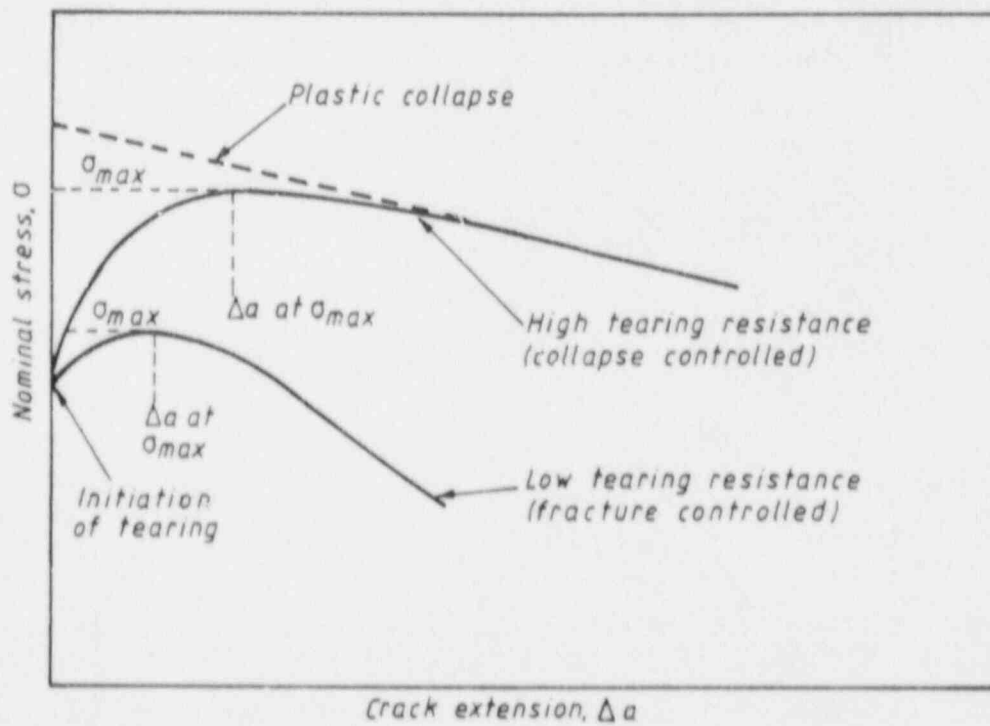 Plastic collapse
σmax
Nominal stress, σ
Δa at σmax
σmax
High tearing resistance
(collapse controlled)
Δa at
σmax
Initiation
of tearing
Low tearing resistance
(fracture controlled)
Crack extension, Δa